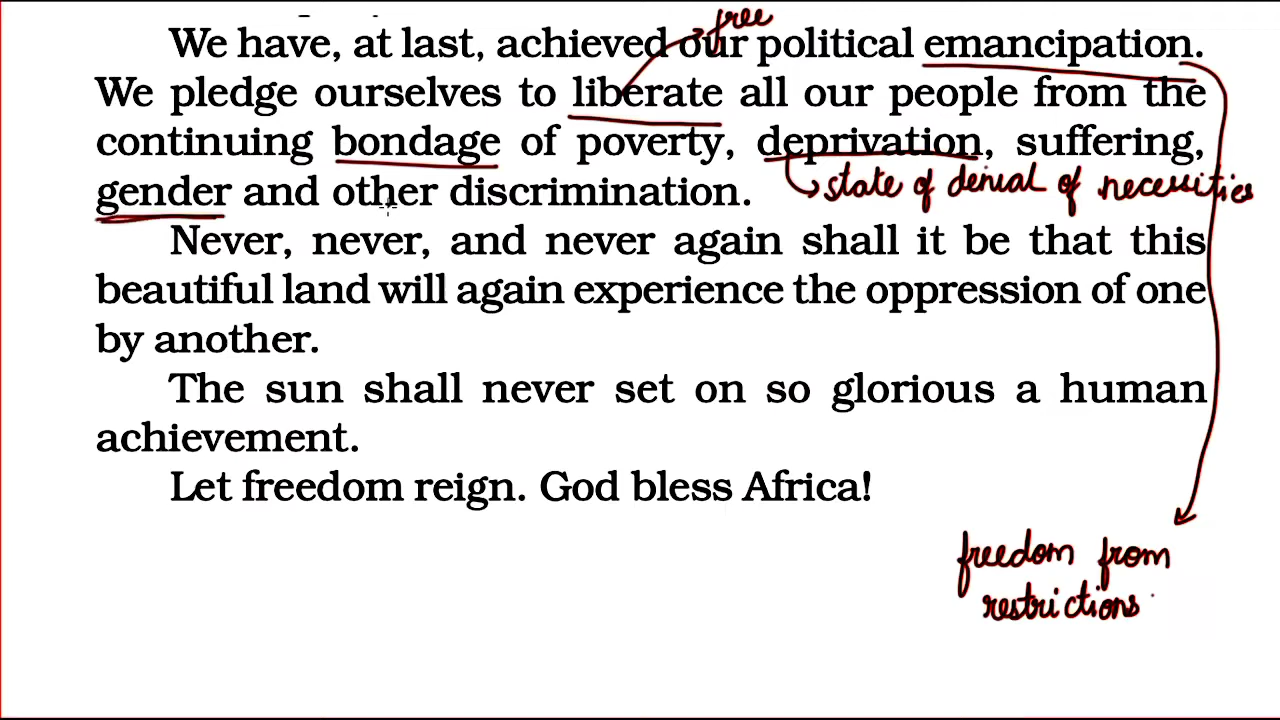 free
We have, at last, achieved our political emancipation.
We pledge ourselves to liberate all our people from the
continuing bondage of poverty, deprivation, suffering,
gender and other discrimination.
state of denial of necessities
Never, never, and never again shall it be that this
beautiful land will again experience the oppression of one
by another.
The sun shall never set on so glorious a human
achievement.
Let freedom reign. God bless Africa!
freedom from
restrictions